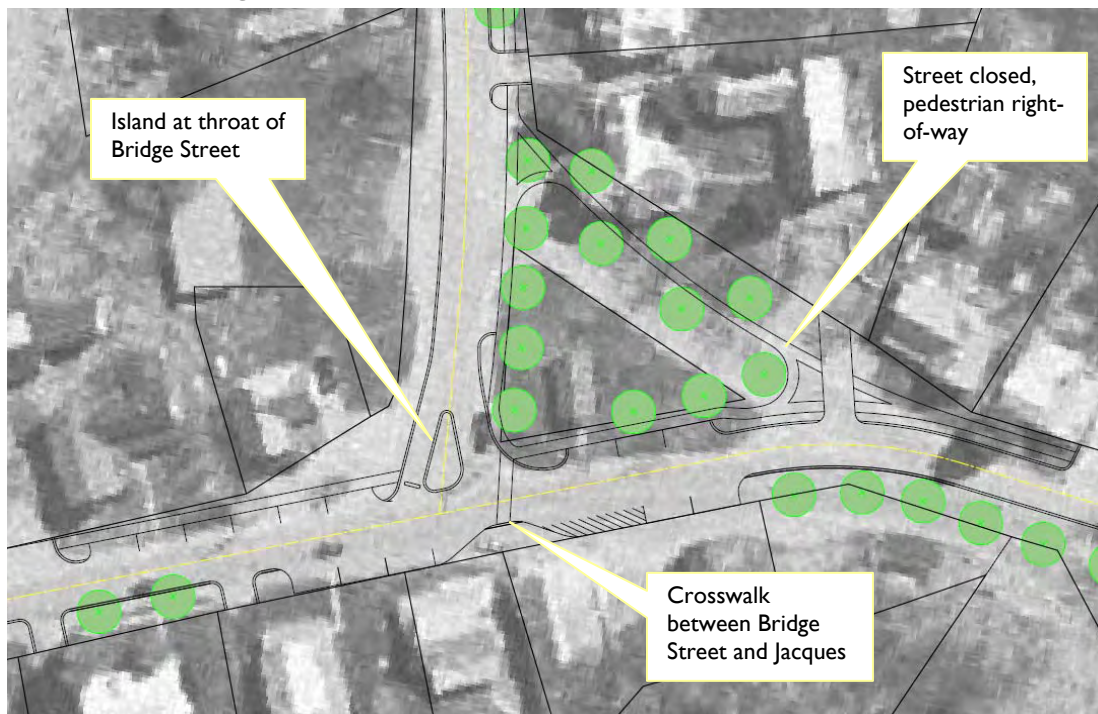 Island at throat of
Bridge Street
Street closed,
pedestrian right-
of-way
Crosswalk
between Bridge
Street and Jacques